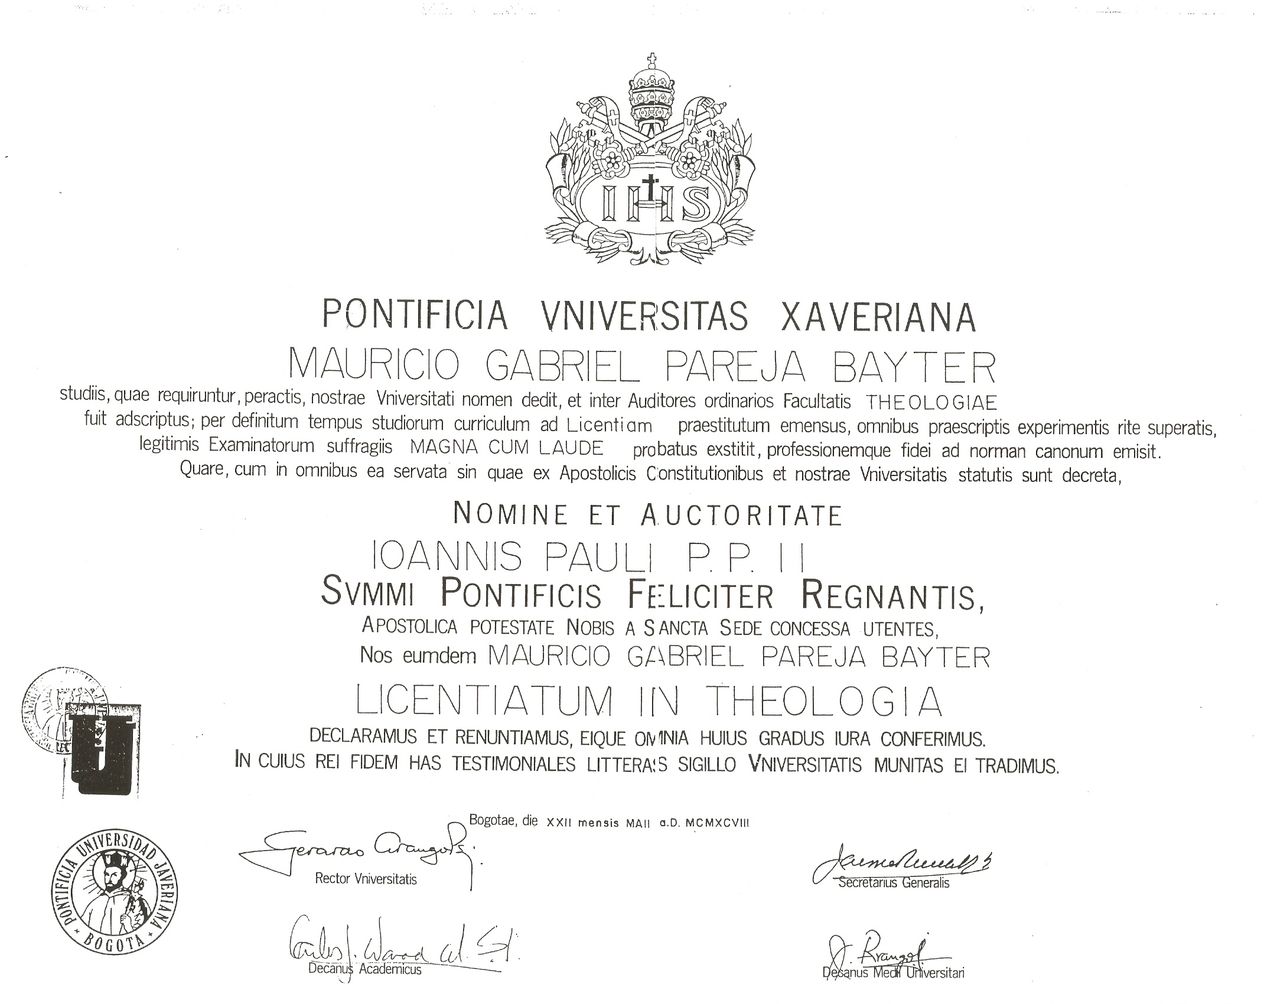 IHS
PONTIFICIA VNIVERSITAS XAVERIANA
MAURICIO GABRIEL PAREJA BAYTER
studiis, quae requiruntur, peractis, nostrae Vniversitati nomen dedit, et inter Auditores ordinarios Facultatis THEOLOGIAE
fuit adscriptus; per definitum tempus studiorum curriculum ad Licentiam praestitutum emensus, omnibus praescriptis experimentis rite superatis,
legitimis Examinatorum suffragiis MAGNA CUM LAUDE probatus exstitit, professionemque fidei ad norman canonum emisit.
Quare, cum in omnibus ea servata sin quae ex Apostolicis Constitutionibus et nostrae Vniversitatis statutis sunt decreta,
NOMINE ET AUCTORITATE
IOANNIS PAULI P. P. II
SVMMI PONTIFICIS FELICITER REGNANTIS,
APOSTOLICA POTESTATE NOBIS A SANCTA SEDE CONCESSA UTENTES,
Nos eumdem MAURICIO GABRIEL PAREJA BAYTER
LICENTIATUM IN THEOLOGIA
DECLARAMUS ET RENUNTIAMUS, EIQUE OMNIA HUIUS GRADUS IURA CONFERIMUS.
IN CUIUS REI FIDEM HAS TESTIMONIALES LITTERAS SIGILLO VNIVERSITATIS MUNITAS EI TRADIMUS.
Bogotae, die XXII mensis MAII a.D. MCMXCVIII
Gerardo Arango
Rector Vniversitatis
Secretarius Generalis
PONTIFICIA UNIVERSIDAD JAVERIANA
BOGOTA
Decanus Academicus
Decanus Medii Universitari